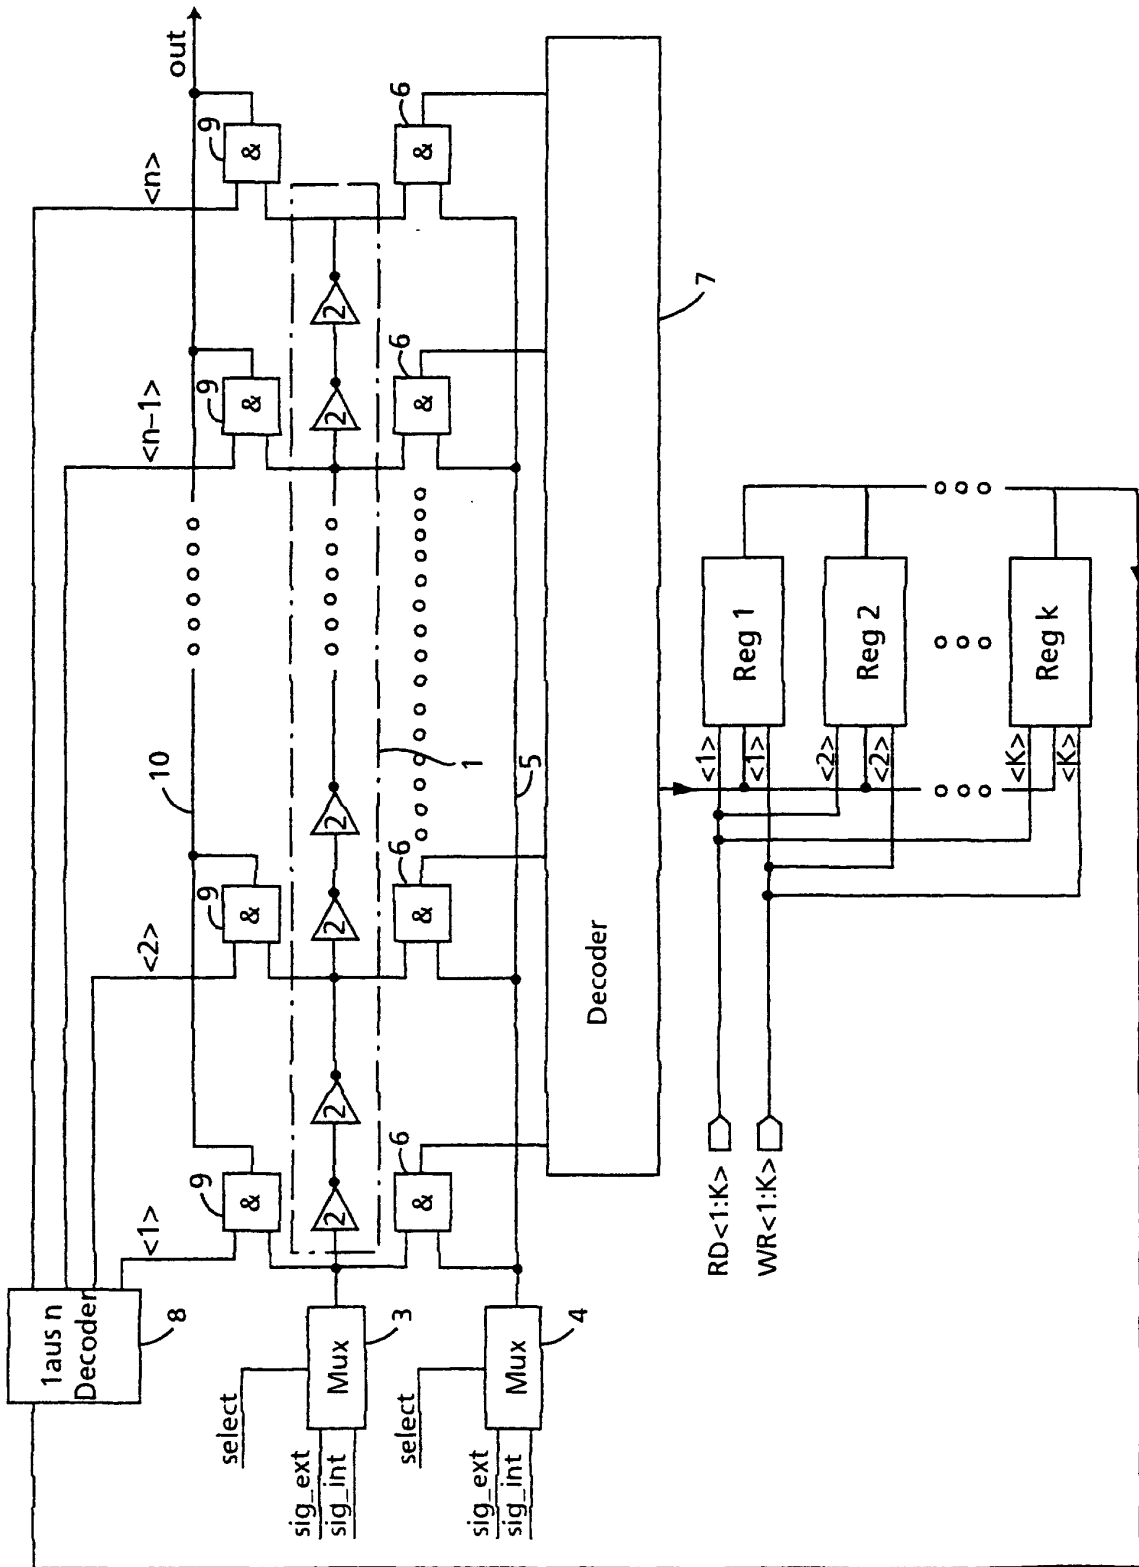 out
<n>
<n-1>
<2>
<1>
10
9
9
9
9
&
&
&
&
1aus n
Decoder
8
2
2
2
2
2
2
1
6
6
6
6
&
&
&
&
5
select
sig_ext
sig_int
Mux
3
select
sig_ext
sig_int
Mux
4
Decoder
7
RD<1:K>
WR<1:K>
<1>
<1>
Reg 1
<2>
<2>
Reg 2
<K>
<K>
Reg k